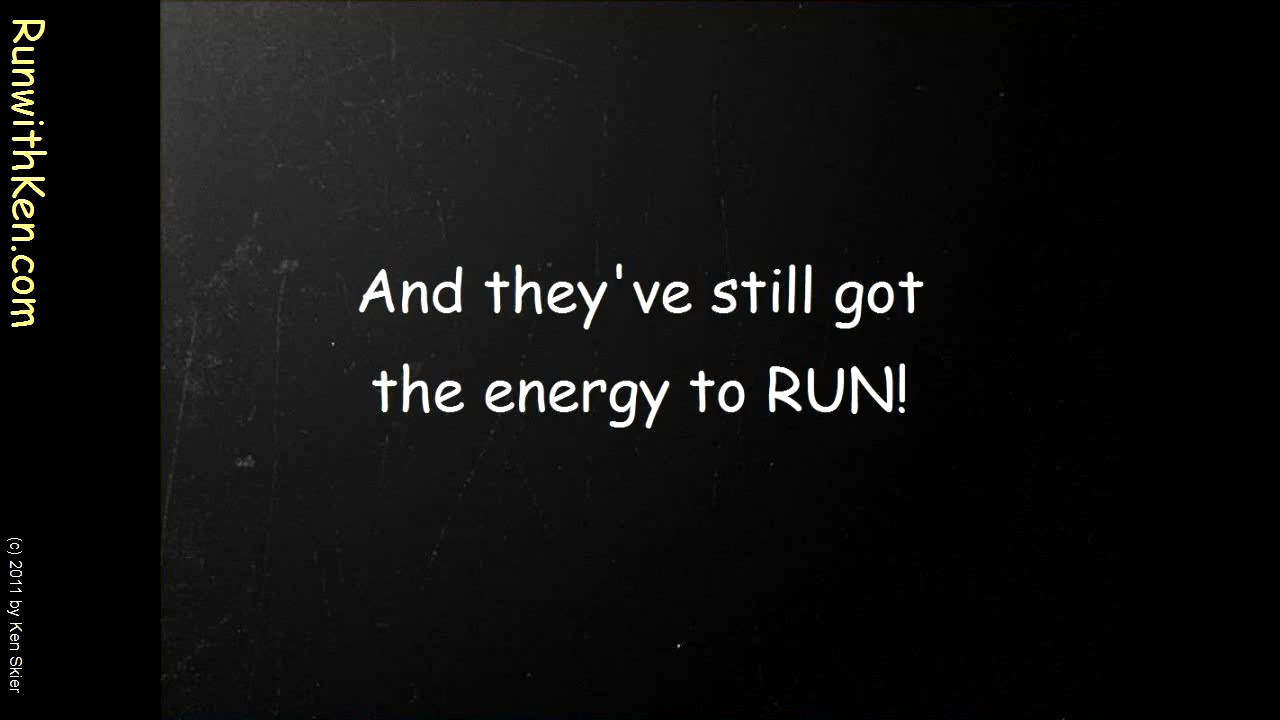 RunwithKen.com
And they've still got
the energy to RUN!
(c) 2011 by Ken Skier